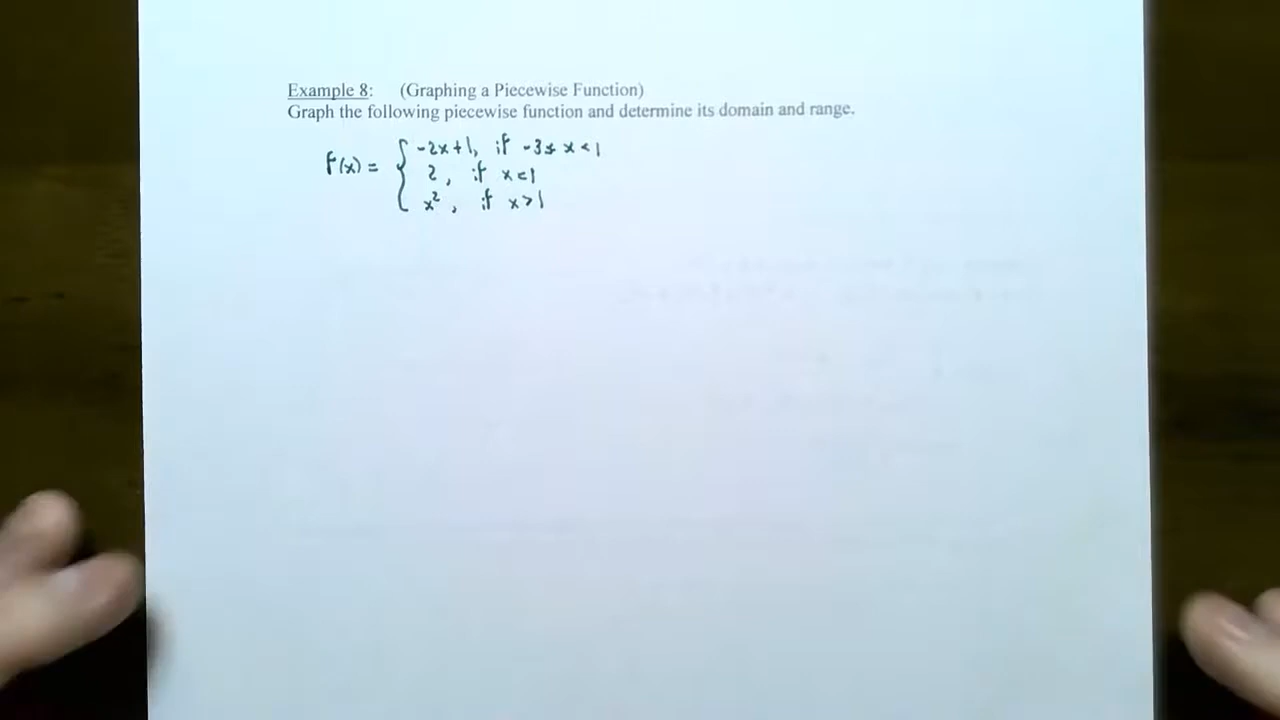 Example 8: (Graphing a Piecewise Function)
Graph the following piecewise function and determine its domain and range.
f(x) = { -2x+1, if -3≤ x < 1
2, if x=1
x², if x>1